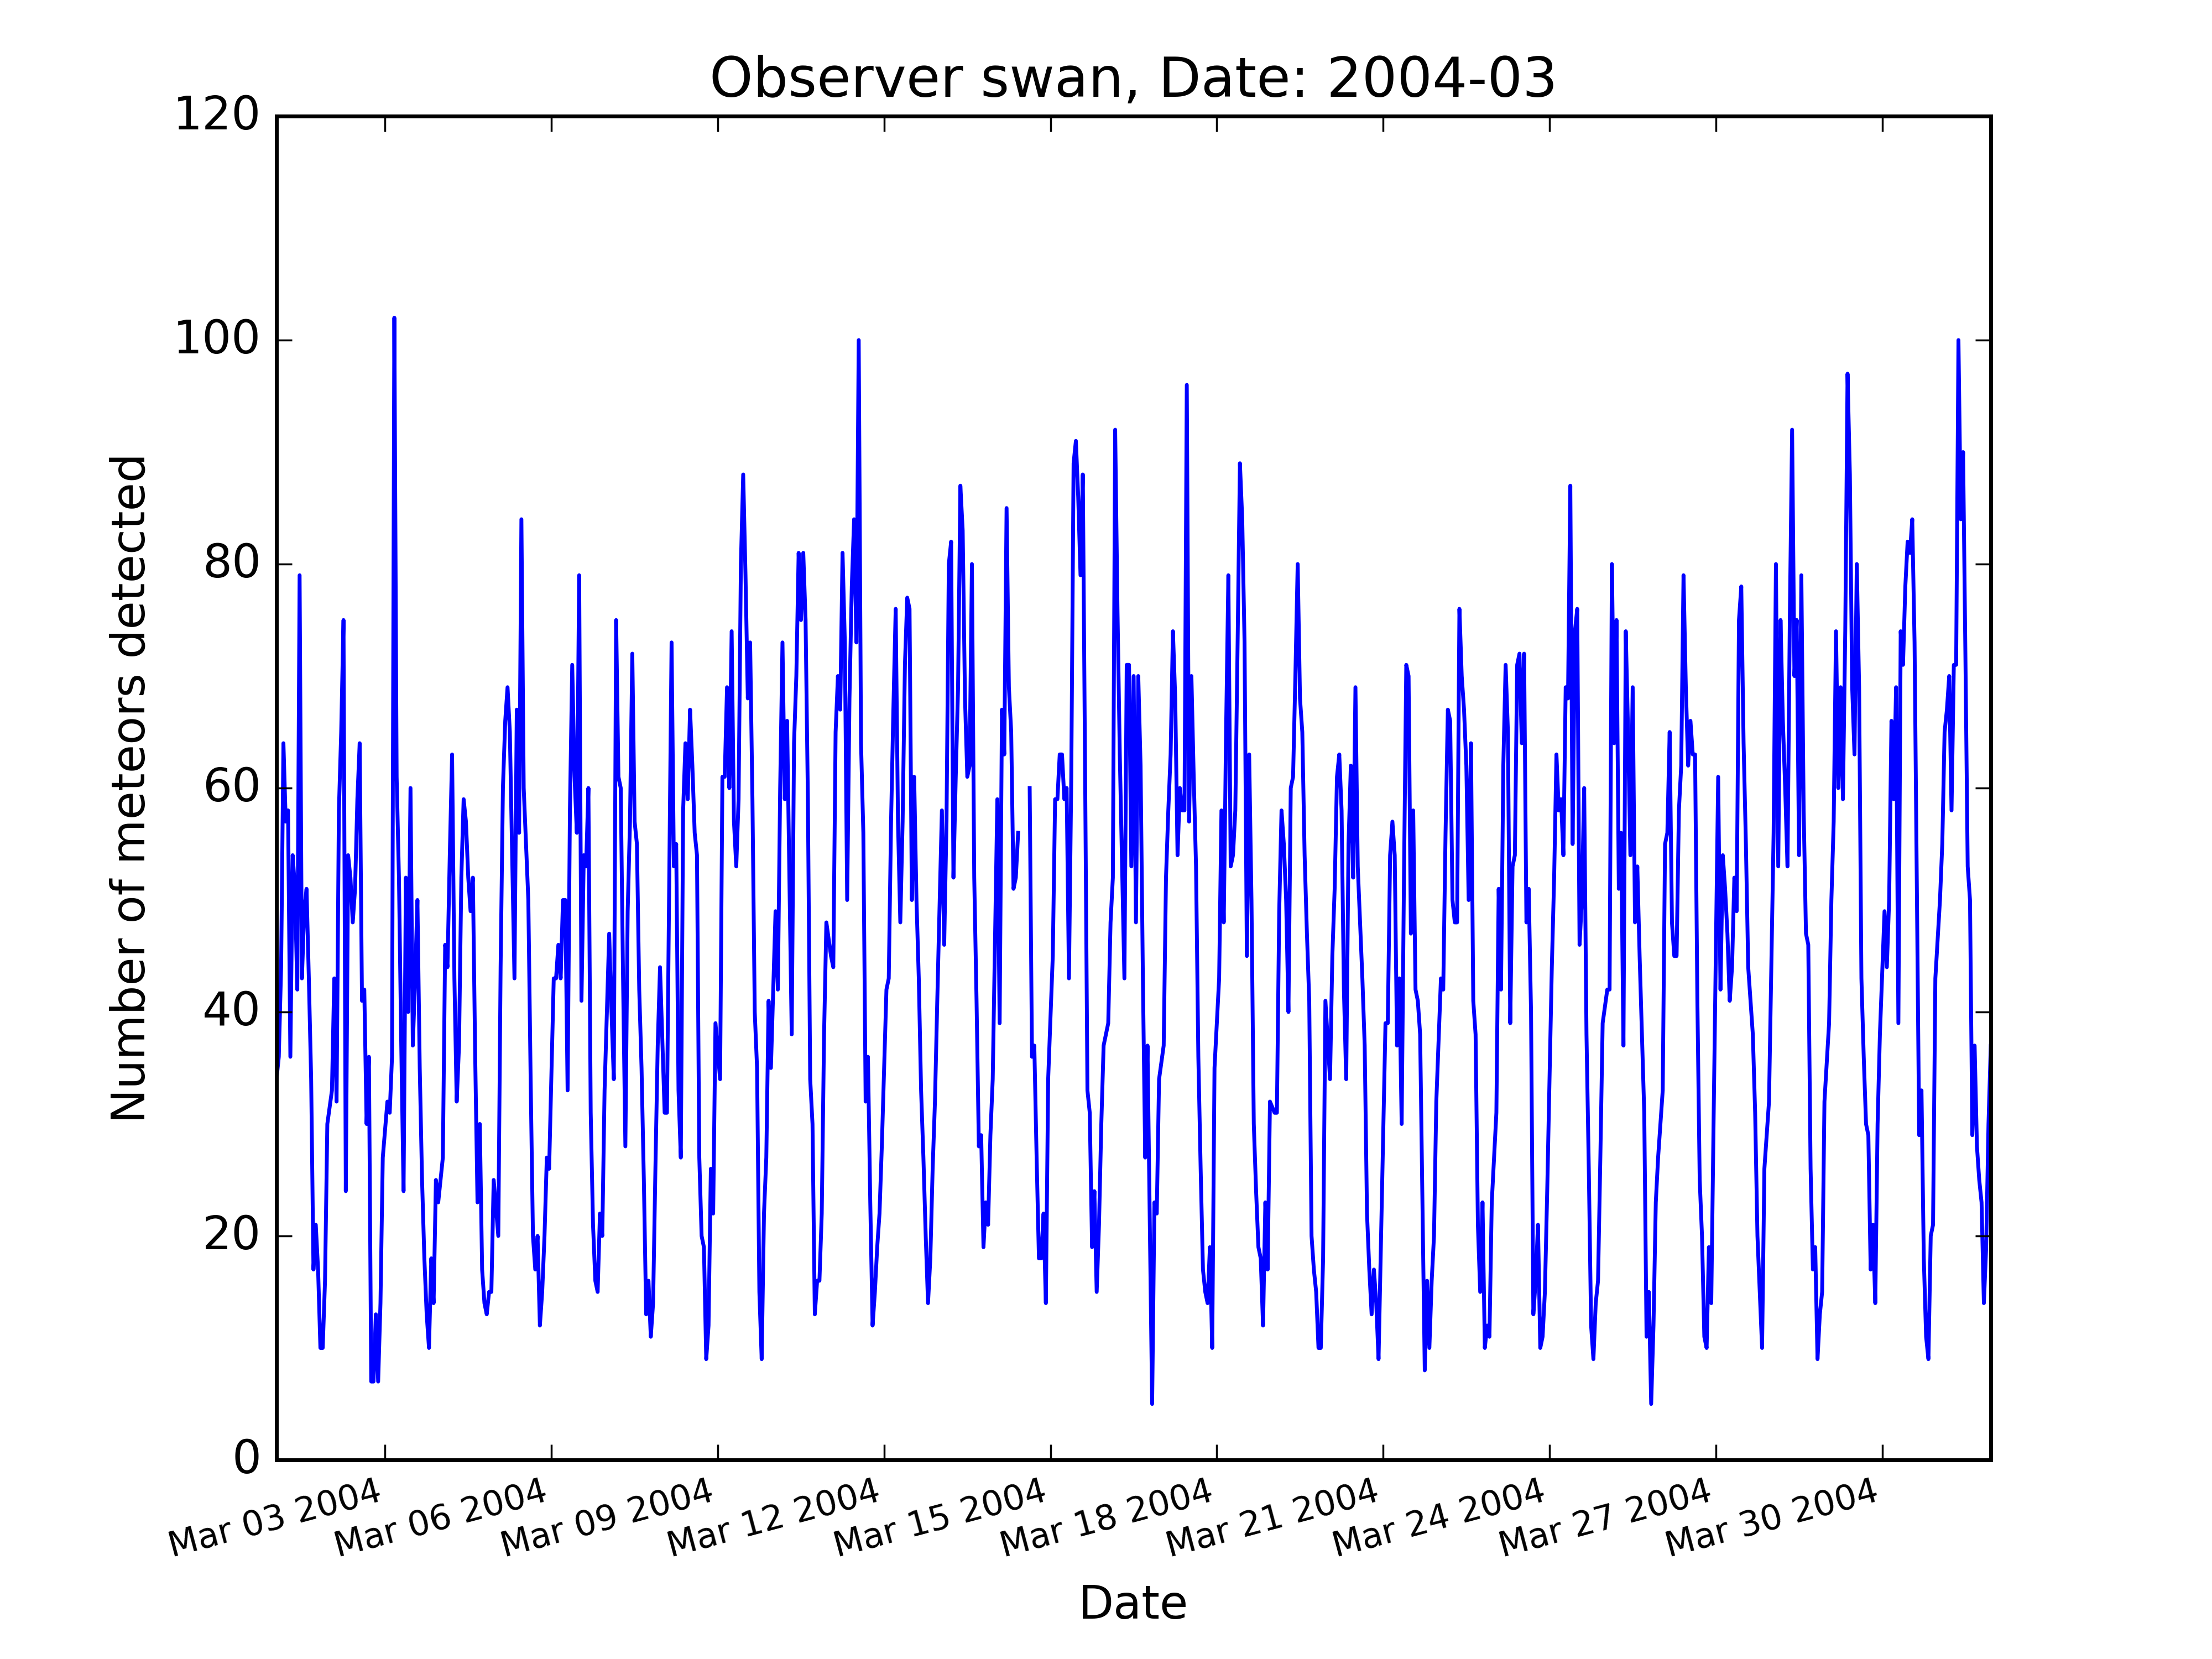 Observer swan, Date: 2004-03
Number of meteors detected
120
100
80
60
40
20
0
Mar 03 2004
Mar 06 2004
Mar 09 2004
Mar 12 2004
Mar 15 2004
Mar 18 2004
Mar 21 2004
Mar 24 2004
Mar 27 2004
Mar 30 2004
Date